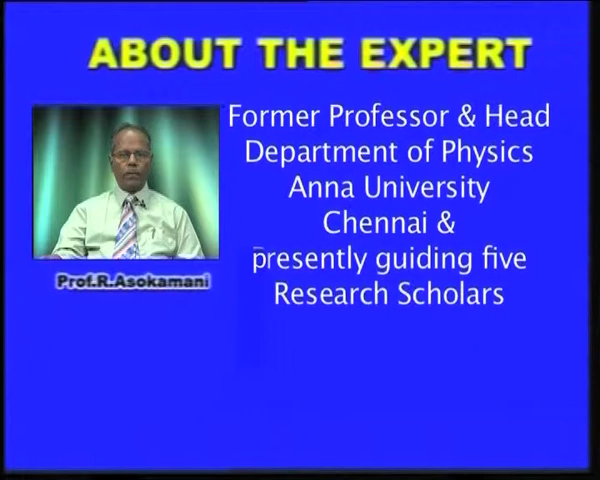 ABOUT THE EXPERT
Former Professor & Head
Department of Physics
Anna University
Chennai &
presently guiding five
Research Scholars
Prof.R.Asokamani